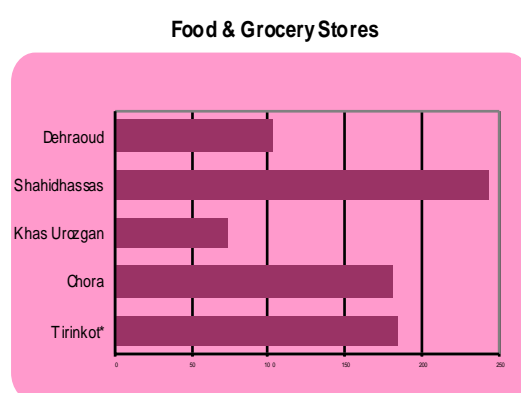 Food & Grocery Stores
Dehraoud
Shahidhassas
Khas Urozgan
Chora
Tirinkot*
0 50 100 150 200 250